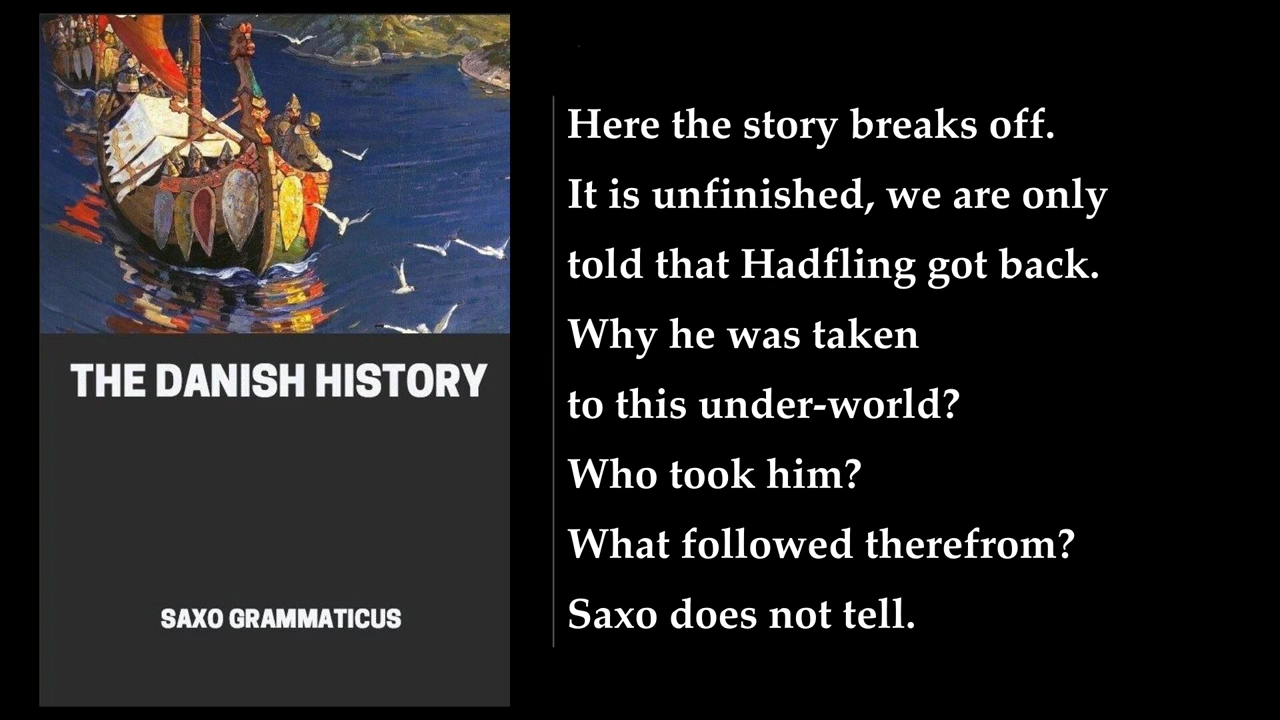 THE DANISH HISTORY
SAXO GRAMMATICUS
Here the story breaks off.
It is unfinished, we are only
told that Hadfling got back.
Why he was taken
to this under-world?
Who took him?
What followed therefrom?
Saxo does not tell.